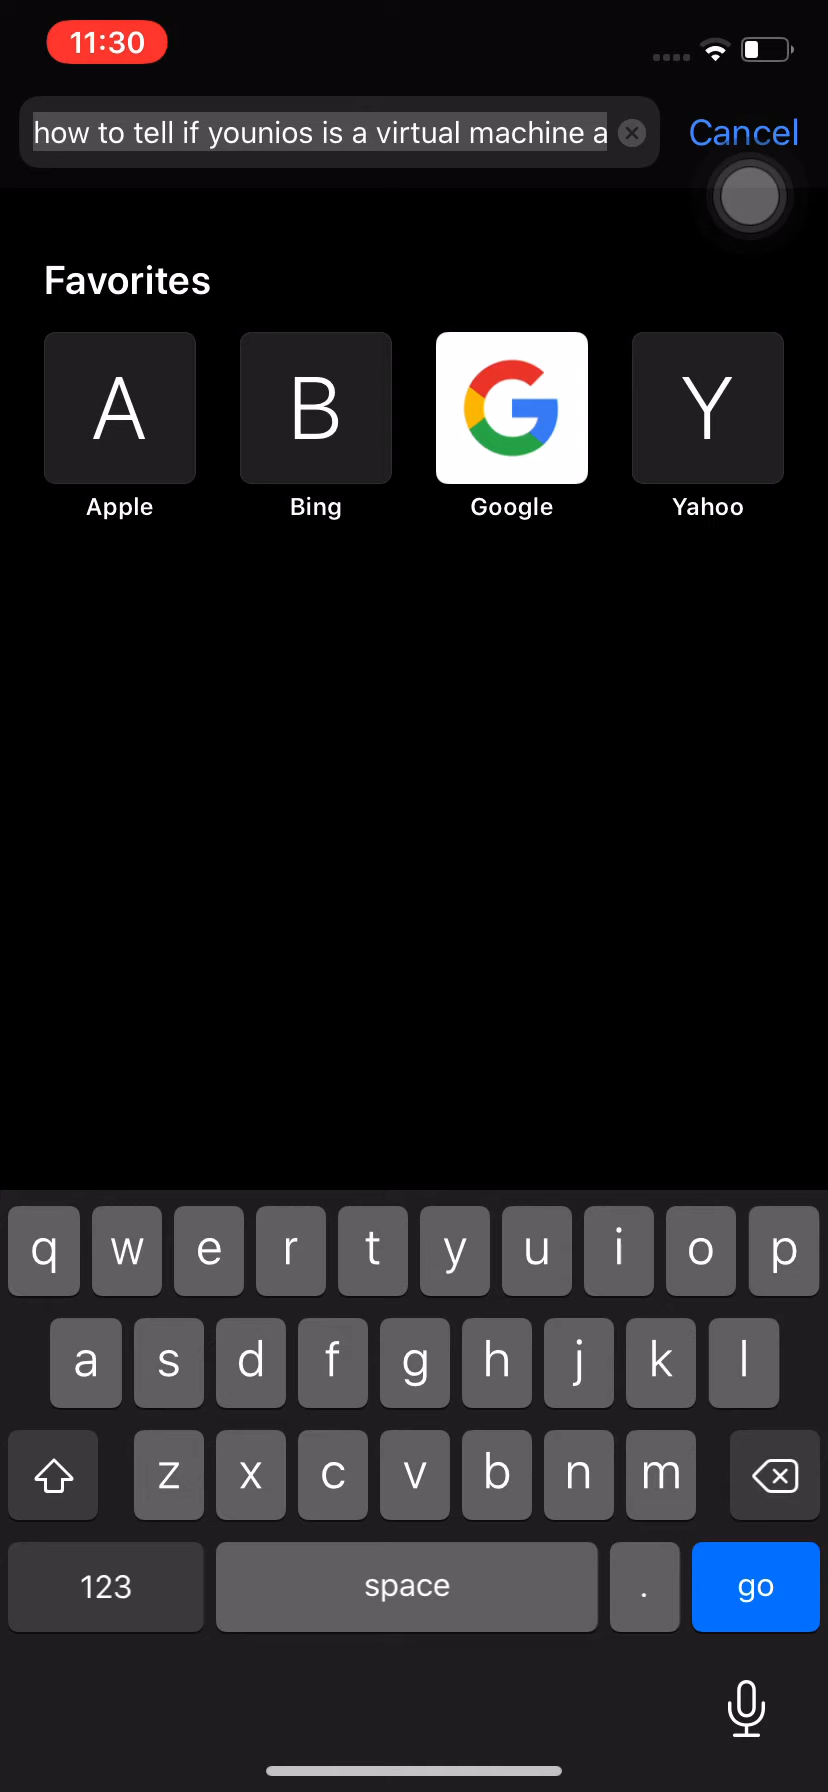 11:30
how to tell if younios is a virtual machine a
Cancel
Favorites
A
B
G
Y
Apple
Bing
Google
Yahoo
q w e r t y u i o p
a s d f g h j k l
z x c v b n m
123 space . go